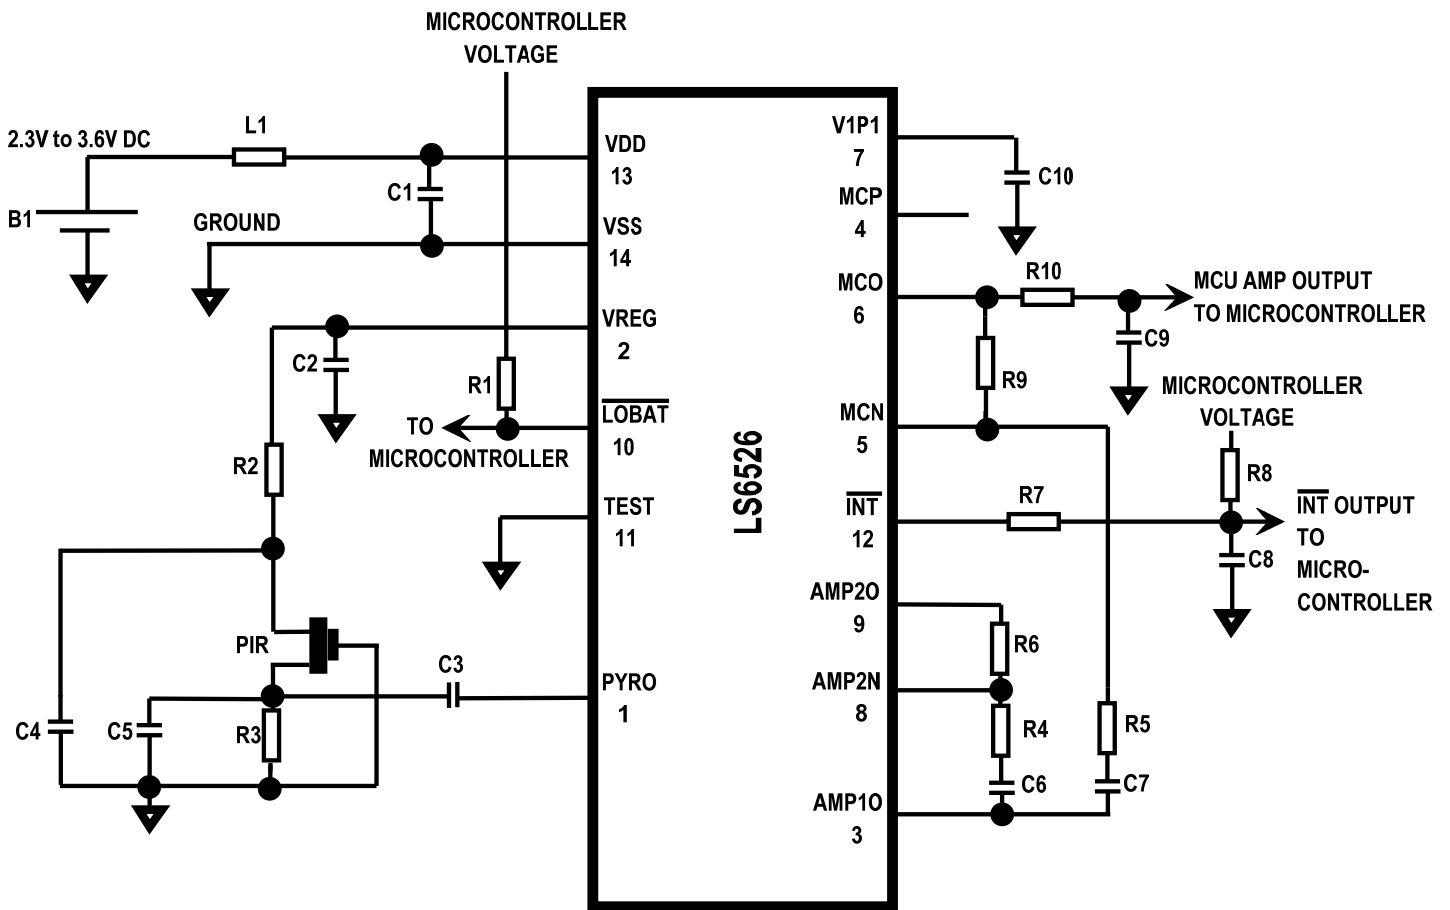 MICROCONTROLLER
VOLTAGE
2.3V to 3.6V DC
L1
B1
C1
GROUND
C2
R1
TO
MICROCONTROLLER
R2
PIR
C3
C4
C5
R3
VDD
13
VSS
14
VREG
2
LOBAT
10
TEST
11
PYRO
1
LS6526
V1P1
7
MCP
4
MCO
6
MCN
5
INT
12
AMP2O
9
AMP2N
8
AMP1O
3
C10
R10
MCU AMP OUTPUT
TO MICROCONTROLLER
C9
R9
MICROCONTROLLER
VOLTAGE
R8
R7
INT OUTPUT
TO
MICRO-
CONTROLLER
C8
R6
R4
R5
C6
C7